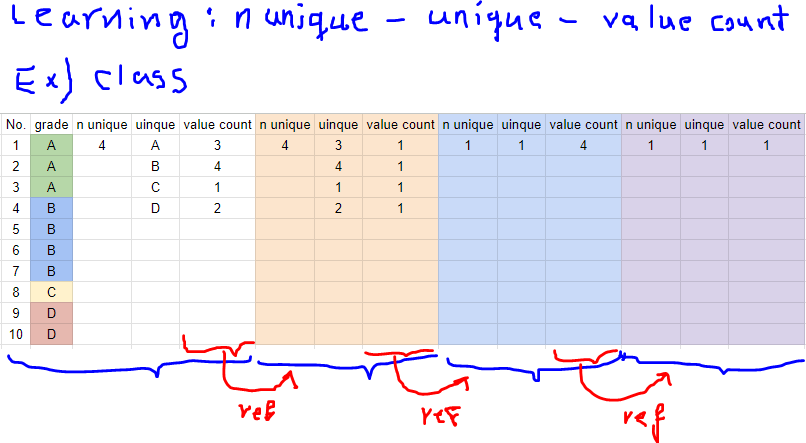 Learning : n unique - unique - value count
Ex) class
No. grade n unique uinque value count n unique uinque value count n unique uinque value count n unique uinque value count
1 A 4 A 3 4 3 1 1 1 4 1 1 1
2 A B 4 4 1
3 A C 1 1 1
4 B D 2 2 1
5 B
6 B
7 B
8 C
9 D
10 D
ref ref ref